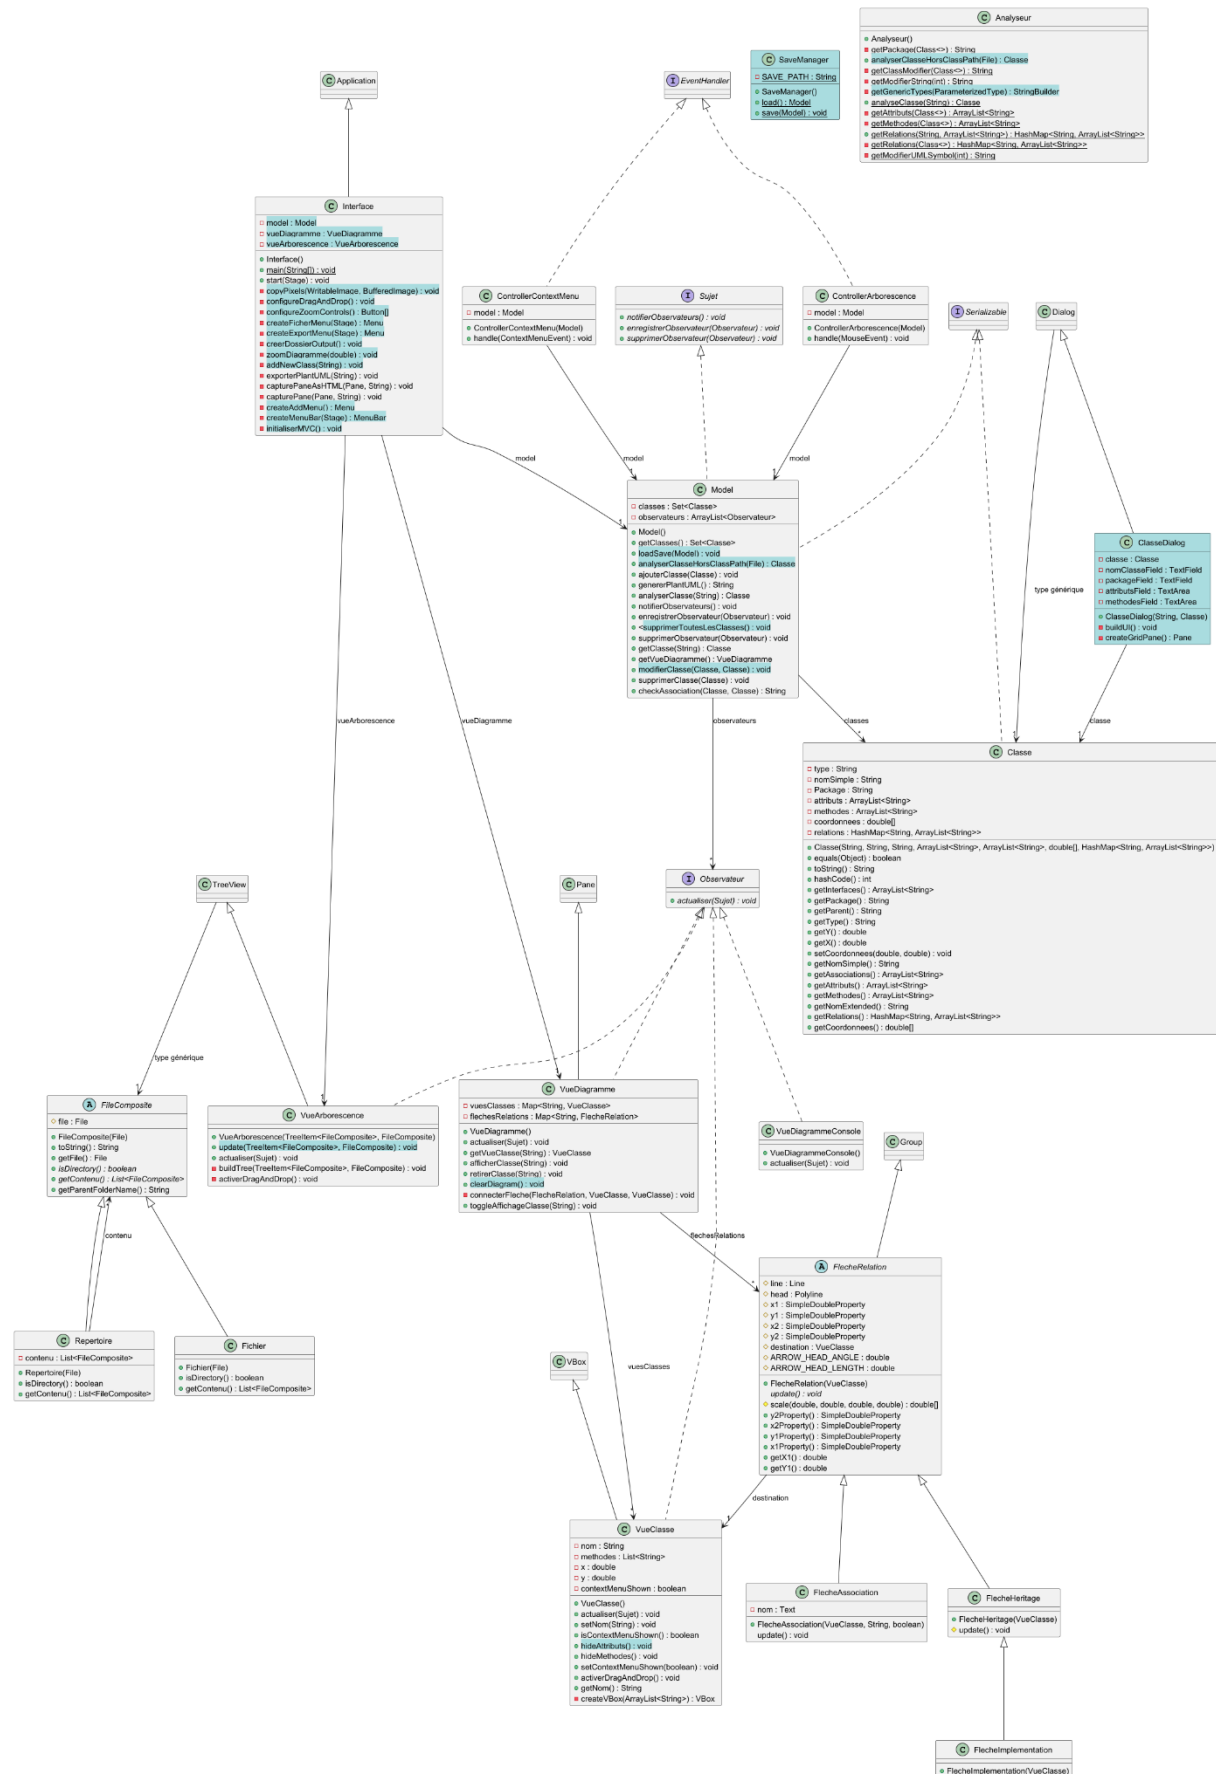 Analyseur
Analyseur()
getPackage(Class<>) : String
analyserClasseHorsClassPath(File) : Classe
getClassModifier(Class<>) : String
getModifierString(int) : String
getGenericTypes(ParameterizedType) : StringBuilder
analyseClasse(String) : Classe
getAttributs(Class<>) : ArrayList<String>
getMethodes(Class<>) : ArrayList<String>
getRelations(String, ArrayList<String>) : HashMap<String, ArrayList<String>>
getRelations(Class<>) : HashMap<String, ArrayList<String>>
getModifierUMLSymbol(int) : String
SaveManager
SAVE_PATH : String
SaveManager()
load() : Model
save(Model) : void
Application
EventHandler
Interface
model : Model
vueDiagramme : VueDiagramme
vueArborescence : VueArborescence
Interface()
main(String[]) : void
start(Stage) : void
copyPixels(WritableImage, BufferedImage) : void
configureDragAndDrop() : void
configureZoomControls() : Button[]
createFicherMenu(Stage) : Menu
createExportMenu(Stage) : Menu
creerDossierOutput() : void
zoomDiagramme(double) : void
addNewClass(String) : void
exporterPlantUML(String) : void
capturePaneAsHTML(Pane, String) : void
capturePane(Pane, String) : void
createAddMenu() : Menu
createMenuBar(Stage) : MenuBar
initialiserMVC() : void
ControllerContextMenu
model : Model
ControllerContextMenu(Model)
handle(ContextMenuEvent) : void
Sujet
notifierObservateurs() : void
enregistrerObservateur(Observateur) : void
supprimerObservateur(Observateur) : void
ControllerArborescence
model : Model
ControllerArborescence(Model)
handle(MouseEvent) : void
Serializable
Dialog
model
model
model
1
1
1
Model
classes : Set<Classe>
observateurs : ArrayList<Observateur>
Model()
getClasses() : Set<Classe>
loadSave(Model) : void
analyserClasseHorsClassPath(File) : Classe
ajouterClasse(Classe) : void
genererPlantUML() : String
analyserClasse(String) : Classe
notifierObservateurs() : void
enregistrerObservateur(Observateur) : void
<supprimerToutesLesClasses() : void
supprimerObservateur(Observateur) : void
getClasse(String) : Classe
getVueDiagramme() : VueDiagramme
modifierClasse(Classe, Classe) : void
supprimerClasse(Classe) : void
checkAssociation(Classe, Classe) : String
ClasseDialog
classe : Classe
nomClasseField : TextField
packageField : TextField
attributsField : TextArea
methodesField : TextArea
ClasseDialog(String, Classe)
buildUI() : void
createGridPane() : Pane
type générique
vueArborescence
vueDiagramme
observateurs
classes
classe
*
1
1
Classe
type : String
nomSimple : String
Package : String
attributs : ArrayList<String>
methodes : ArrayList<String>
coordonnees : double[]
relations : HashMap<String, ArrayList<String>>
Classe(String, String, String, ArrayList<String>, ArrayList<String>, double[], HashMap<String, ArrayList<String>>)
equals(Object) : boolean
toString() : String
hashCode() : int
getInterfaces() : ArrayList<String>
getPackage() : String
getParent() : String
getType() : String
getY() : double
getX() : double
setCoordonnees(double, double) : void
getNomSimple() : String
getAssociations() : ArrayList<String>
getAttributs() : ArrayList<String>
getMethodes() : ArrayList<String>
getNomExtended() : String
getRelations() : HashMap<String, ArrayList<String>>
getCoordonnees() : double[]
*
TreeView
Pane
Observateur
actualiser(Sujet) : void
type générique
1
1
1
FileComposite
file : File
FileComposite(File)
toString() : String
getFile() : File
isDirectory() : boolean
getContenu() : List<FileComposite>
getParentFolderName() : String
VueArborescence
VueArborescence(TreeItem<FileComposite>, FileComposite)
update(TreeItem<FileComposite>, FileComposite) : void
actualiser(Sujet) : void
buildTree(TreeItem<FileComposite>, FileComposite) : void
activerDragAndDrop() : void
VueDiagramme
vuesClasses : Map<String, VueClasse>
flechesRelations : Map<String, FlecheRelation>
VueDiagramme()
actualiser(Sujet) : void
getVueClasse(String) : VueClasse
afficherClasse(String) : void
retirerClasse(String) : void
clearDiagram() : void
connecterFleche(FlecheRelation, VueClasse, VueClasse) : void
toggleAffichageClasse(String) : void
VueDiagrammeConsole
VueDiagrammeConsole()
actualiser(Sujet) : void
Group
*
contenu
flechesRelations
*
Repertoire
contenu : List<FileComposite>
Repertoire(File)
isDirectory() : boolean
getContenu() : List<FileComposite>
Fichier
Fichier(File)
isDirectory() : boolean
getContenu() : List<FileComposite>
FlecheRelation
line : Line
head : Polyline
x1 : SimpleDoubleProperty
y1 : SimpleDoubleProperty
x2 : SimpleDoubleProperty
y2 : SimpleDoubleProperty
destination : VueClasse
ARROW_HEAD_ANGLE : double
ARROW_HEAD_LENGTH : double
FlecheRelation(VueClasse)
update() : void
scale(double, double, double, double) : double[]
y2Property() : SimpleDoubleProperty
x2Property() : SimpleDoubleProperty
y1Property() : SimpleDoubleProperty
x1Property() : SimpleDoubleProperty
getX1() : double
getY1() : double
VBox
vuesClasses
destination
*
1
VueClasse
nom : String
methodes : List<String>
x : double
y : double
contextMenuShown : boolean
VueClasse()
actualiser(Sujet) : void
setNom(String) : void
isContextMenuShown() : boolean
hideAttributs() : void
hideMethodes() : void
setContextMenuShown(boolean) : void
activerDragAndDrop() : void
getNom() : String
createVBox(ArrayList<String>) : VBox
FlecheAssociation
nom : Text
FlecheAssociation(VueClasse, String, boolean)
update() : void
FlecheHeritage
FlecheHeritage(VueClasse)
update() : void
FlecheImplementation
FlecheImplementation(VueClasse)